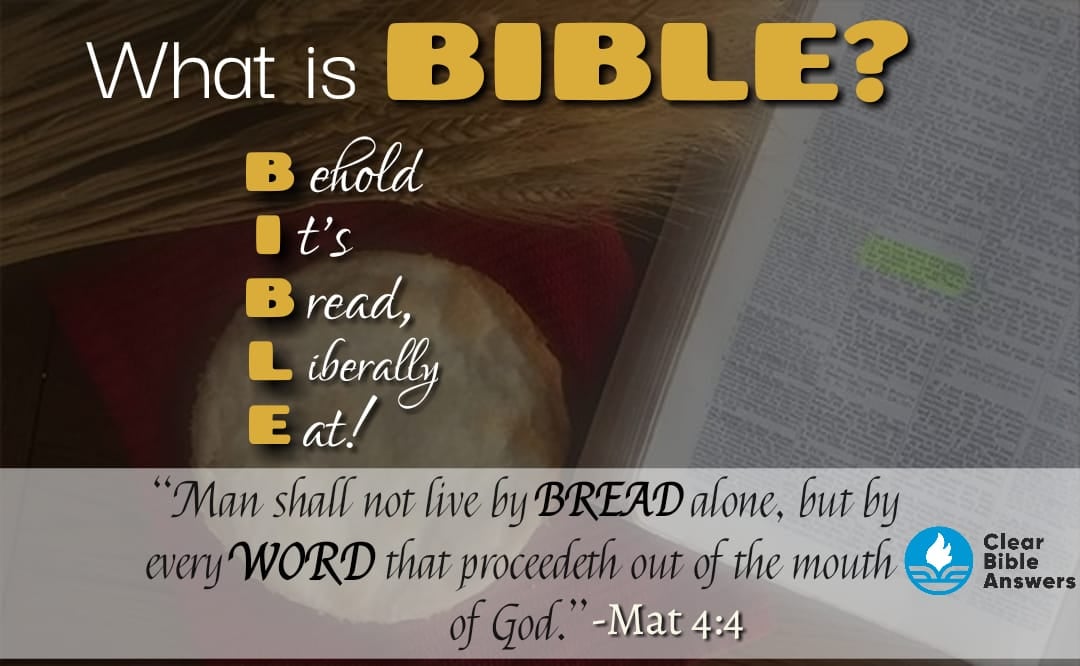 What is BIBLE?
Behold
It's
Bread,
Liberally
Eat!
“Man shall not live by BREAD alone, but by
every WORD that proceedeth out of the mouth
of God.” -Mat 4:4
Clear
Bible
Answers